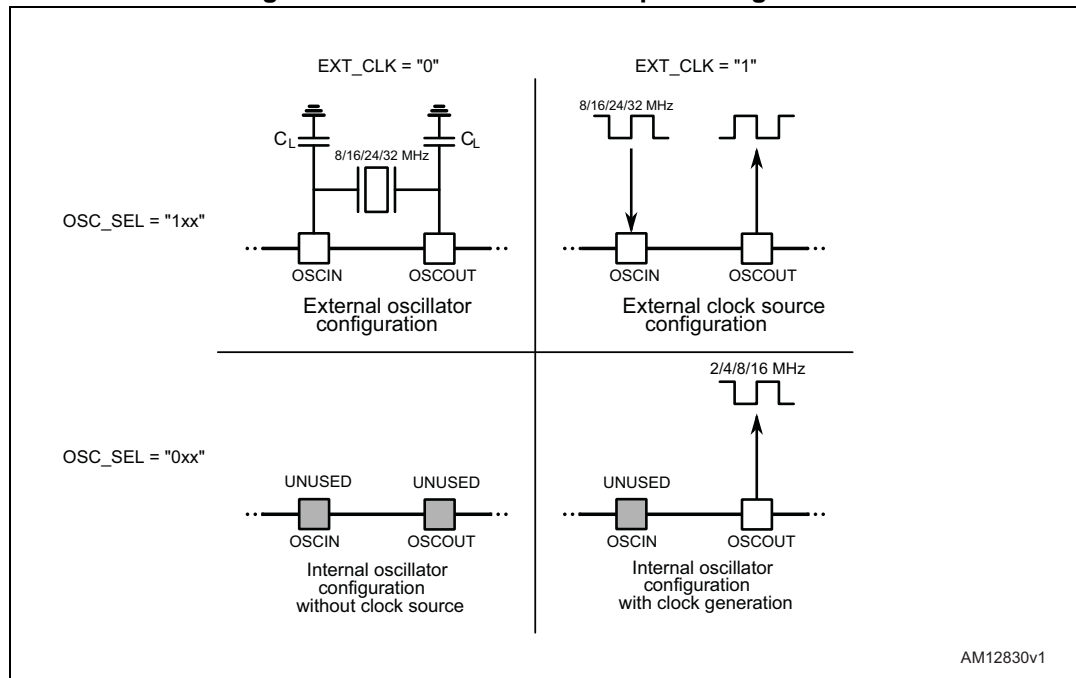 EXT_CLK = "0"
EXT_CLK = "1"
OSC_SEL = "1xx"
CL
8/16/24/32 MHz
CL
OSCIN
OSCOUT
External oscillator
configuration
8/16/24/32 MHz
OSCIN
OSCOUT
External clock source
configuration
OSC_SEL = "0xx"
UNUSED
UNUSED
OSCIN
OSCOUT
Internal oscillator
configuration
without clock source
2/4/8/16 MHz
UNUSED
OSCIN
OSCOUT
Internal oscillator
configuration
with clock generation
AM12830v1